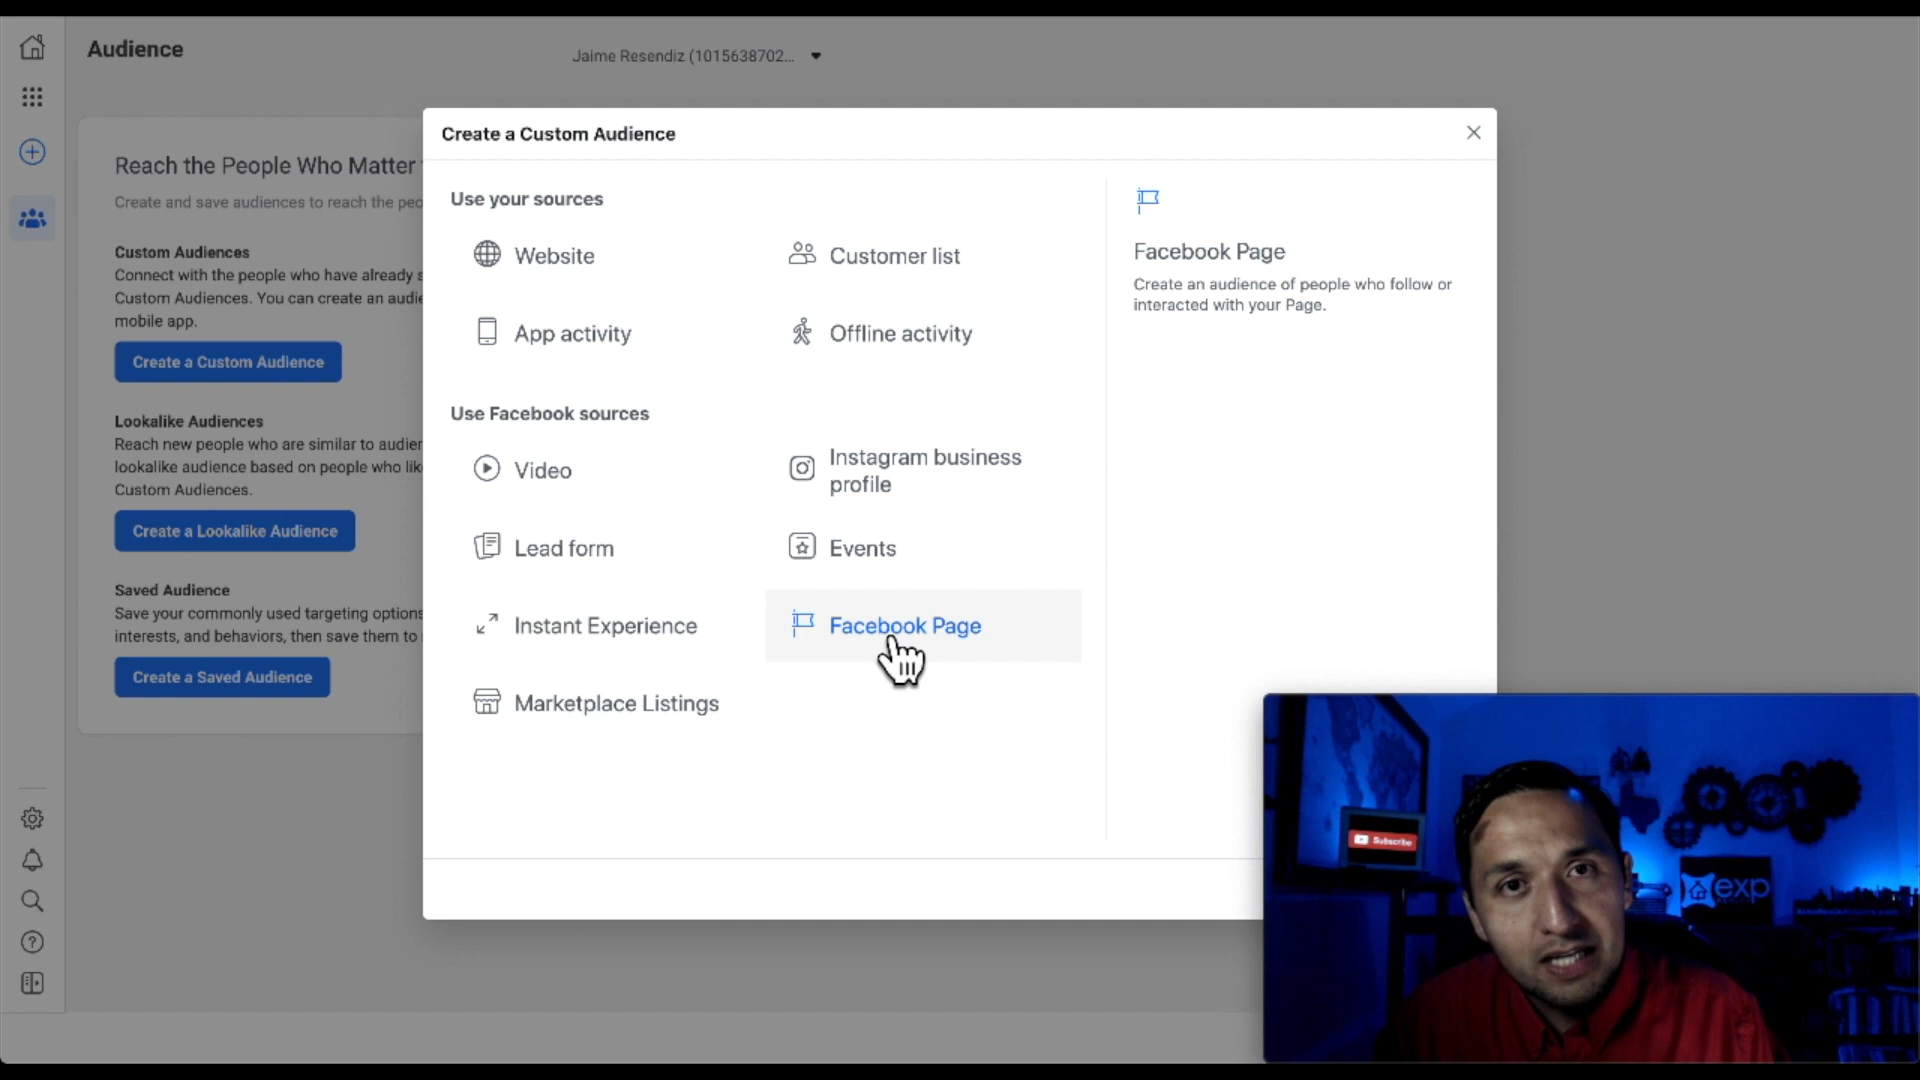 Audience
Jaime Resendiz (1015638702...
Reach the People Who Matter
Create and save audiences to reach the peo
Custom Audiences
Connect with the people who have already s
Custom Audiences. You can create an audie
mobile app.
Create a Custom Audience
Lookalike Audiences
Reach new people who are similar to audier
lookalike audience based on people who lik
Custom Audiences.
Create a Lookalike Audience
Saved Audience
Save your commonly used targeting options
interests, and behaviors, then save them to
Create a Saved Audience
Create a Custom Audience
Use your sources
Website
Customer list
App activity
Offline activity
Use Facebook sources
Video
Instagram business
profile
Lead form
Events
Instant Experience
Facebook Page
Marketplace Listings
Facebook Page
Create an audience of people who follow or
interacted with your Page.
Subscribe
exp